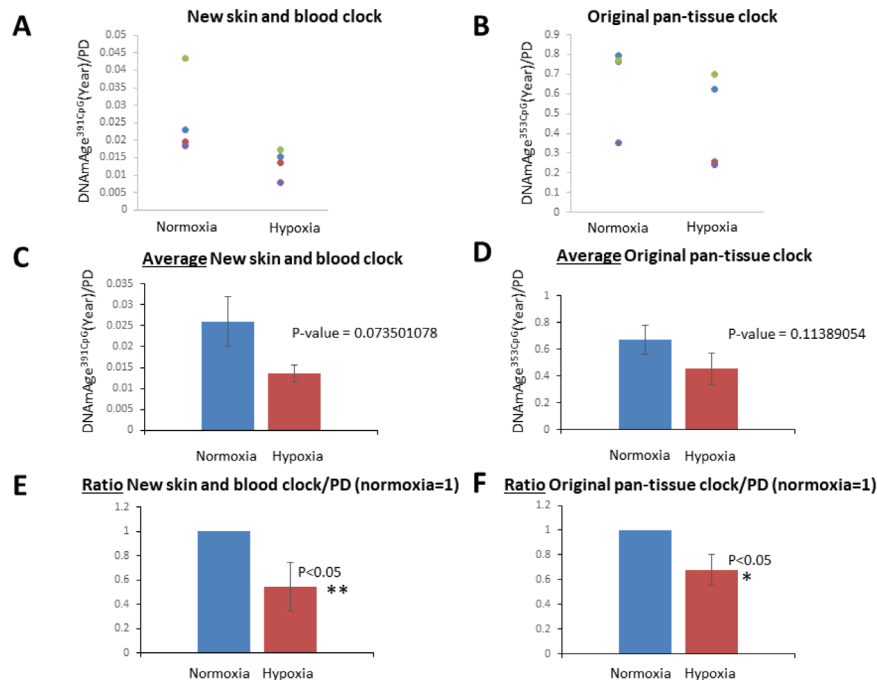 A
New skin and blood clock
DNAmAge391CpG(Year)/PD
0.05
0.045
0.04
0.035
0.03
0.025
0.02
0.015
0.01
0.005
0
Normoxia
Hypoxia
B
Original pan-tissue clock
DNAmAge353CpG(Year)/PD
0.9
0.8
0.7
0.6
0.5
0.4
0.3
0.2
0.1
0
Normoxia
Hypoxia
C
Average New skin and blood clock
DNAmAge391CpG(Year)/PD
0.035
0.03
0.025
0.02
0.015
0.01
0.005
0
P-value = 0.073501078
Normoxia
Hypoxia
D
Average Original pan-tissue clock
DNAmAge353CpG(Year)/PD
1
0.8
0.6
0.4
0.2
0
P-value = 0.11389054
Normoxia
Hypoxia
E
Ratio New skin and blood clock/PD (normoxia=1)
1.2
1
0.8
0.6
0.4
0.2
0
P<0.05
**
Normoxia
Hypoxia
F
Ratio Original pan-tissue clock/PD (normoxia=1)
1.2
1
0.8
0.6
0.4
0.2
0
P<0.05
*
Normoxia
Hypoxia